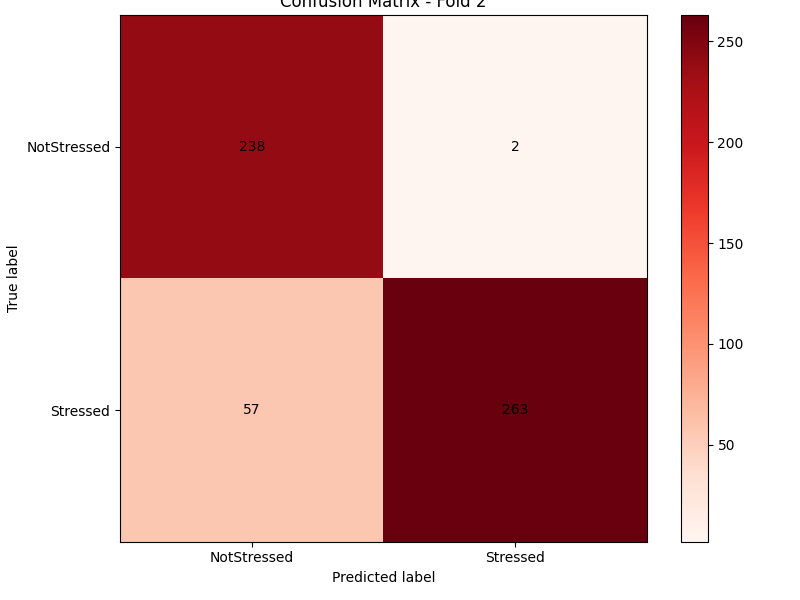 Confusion Matrix - Fold 2
NotStressed
Stressed
True label
238
2
57
263
NotStressed
Stressed
Predicted label
250
200
150
100
50